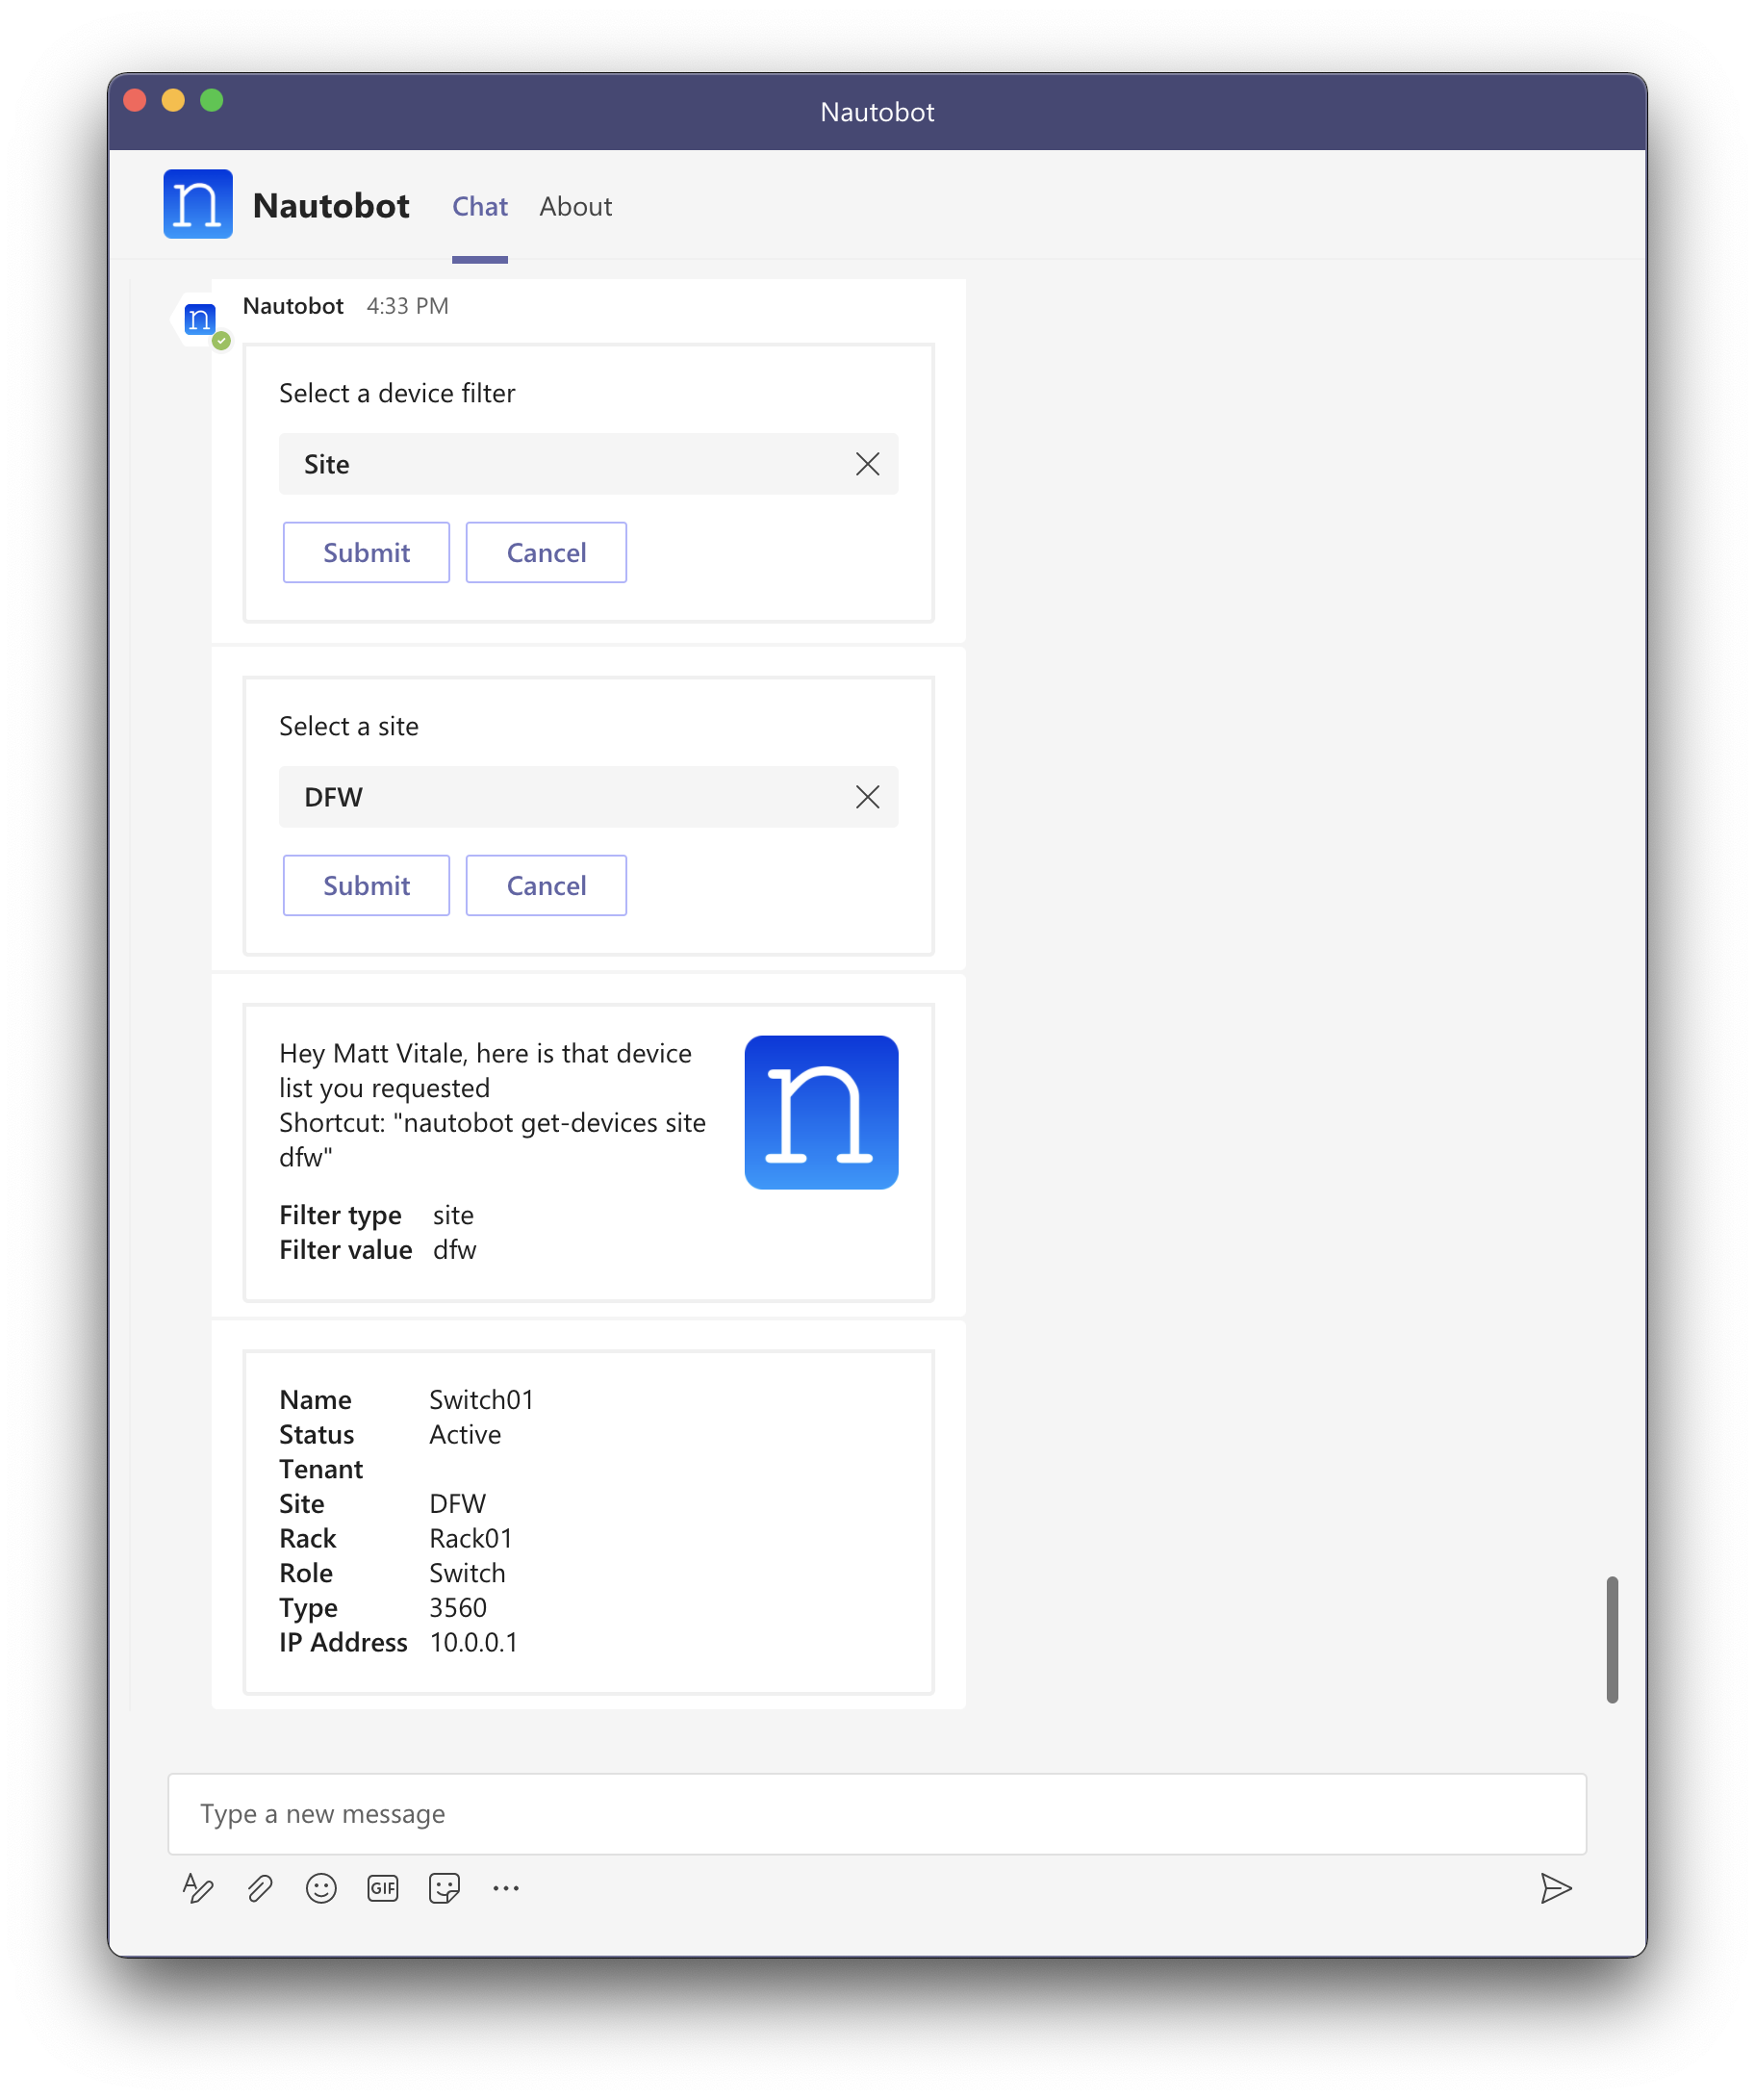 Nautobot
n Nautobot Chat About
n Nautobot 4:33 PM
Select a device filter
Site
Submit Cancel
Select a site
DFW
Submit Cancel
Hey Matt Vitale, here is that device
list you requested
Shortcut: "nautobot get-devices site
dfw"
n
Filter type site
Filter value dfw
Name Switch01
Status Active
Tenant
Site DFW
Rack Rack01
Role Switch
Type 3560
IP Address 10.0.0.1
Type a new message
A GIF